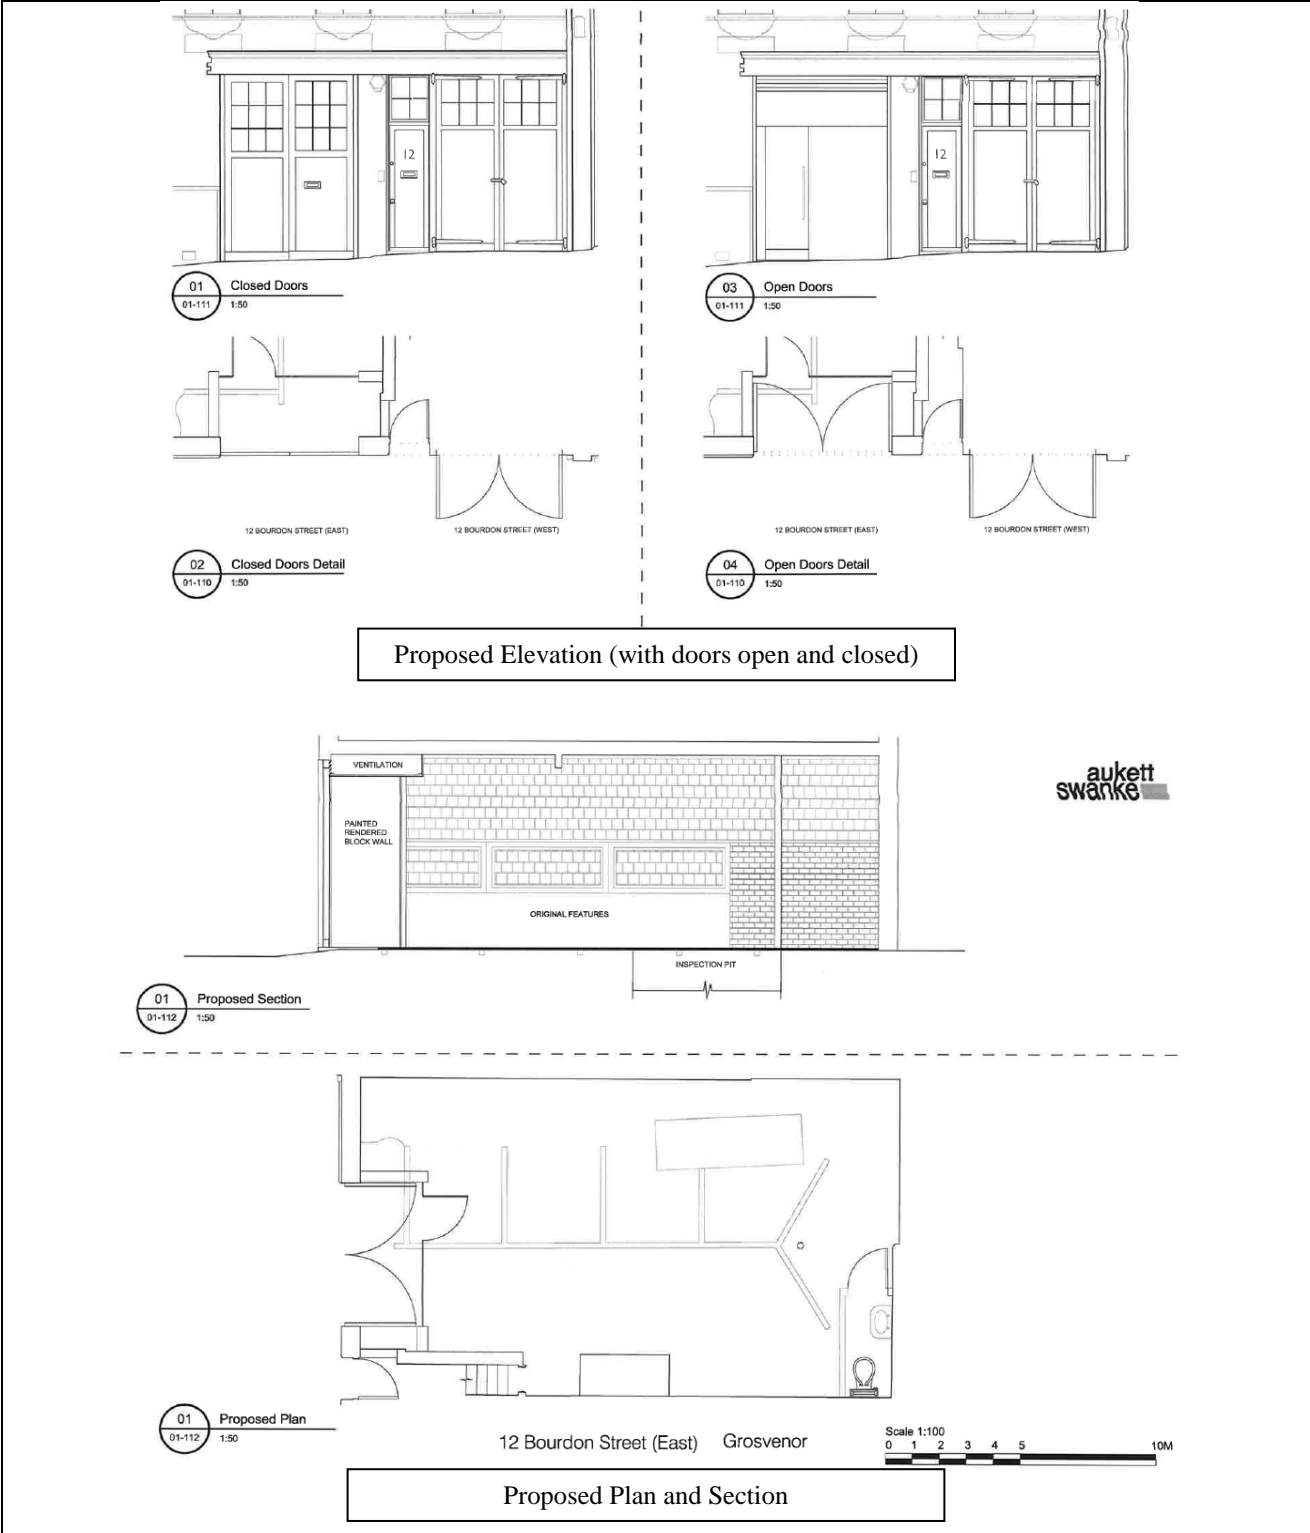 12
12
01
Closed Doors
01-111
1:50
03
Open Doors
01-111
1:50
12 BOURDON STREET (EAST)
12 BOURDON STREET (WEST)
12 BOURDON STREET (EAST)
12 BOURDON STREET (WEST)
02
Closed Doors Detail
01-110
1:50
04
Open Doors Detail
01-110
1:50
Proposed Elevation (with doors open and closed)
VENTILATION
PAINTED
RENDERED
BLOCK WALL
ORIGINAL FEATURES
INSPECTION PIT
aukett
swanke
01
Proposed Section
01-112
1:50
01
Proposed Plan
01-112
1:50
12 Bourdon Street (East) Grosvenor
Scale 1:100
0 1 2 3 4 5 10M
Proposed Plan and Section